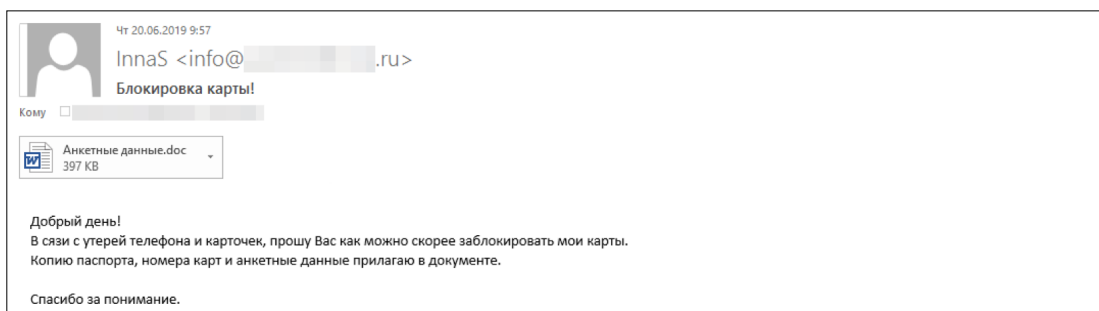 Чт 20.06.2019 9:57
InnaS <info@ .ru>
Блокировка карты!
Кому
Анкетные данные.doc
397 KB
Добрый день!
В сязи с утерей телефона и карточек, прошу Вас как можно скорее заблокировать мои карты.
Копию паспорта, номера карт и анкетные данные прилагаю в документе.
Спасибо за понимание.